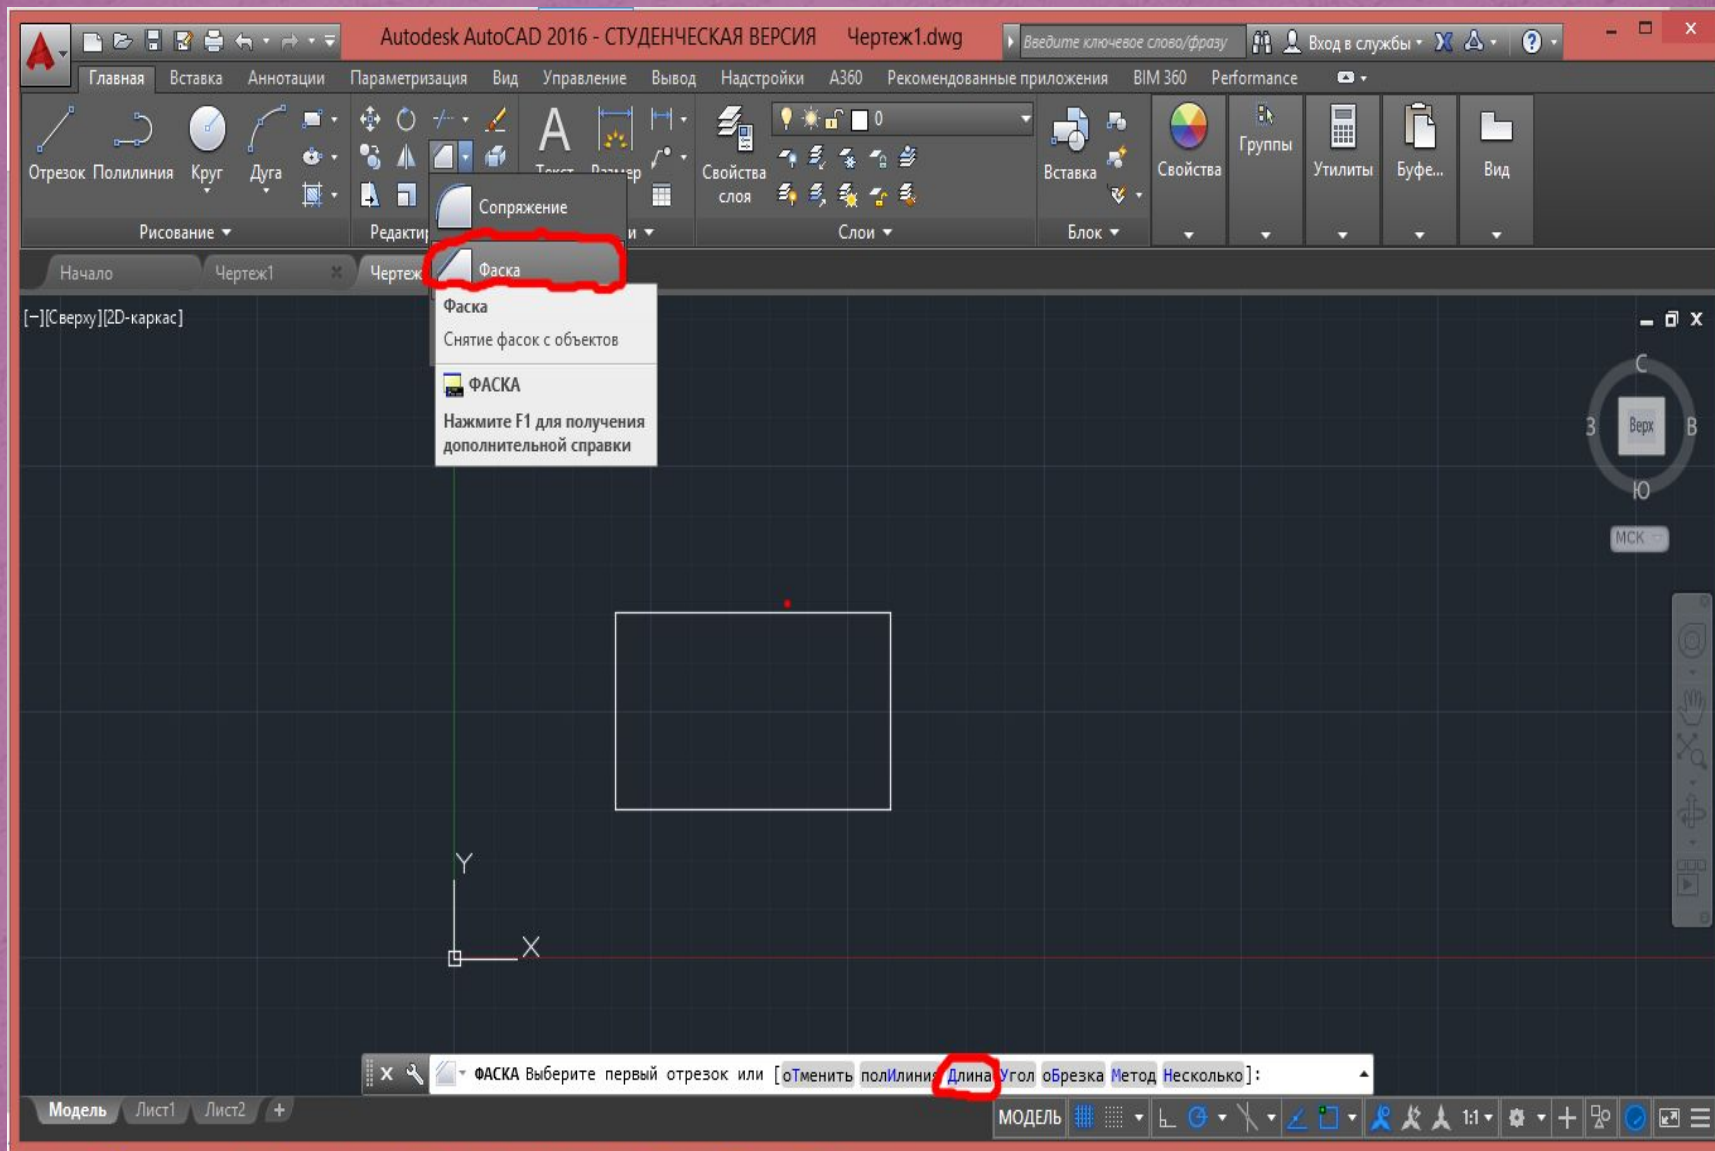 Autodesk AutoCAD 2016 - СТУДЕНЧЕСКАЯ ВЕРСИЯ Чертеж1.dwg
Введите ключевое слово/фразу
Вход в службы
Главная Вставка Аннотации Параметризация Вид Управление Вывод Надстройки A360 Рекомендованные приложения BIM 360 Performance
0
Отрезок Полилиния Круг Дуга
Свойства
слоя
Вставка
Свойства
Группы
Утилиты
Буфе...
Вид
Рисование
Слои
Блок
Сопряжение
Фаска
Начало
Чертеж1
[−][Сверху][2D-каркас]
Фаска
Снятие фасок с объектов
ФАСКА
Нажмите F1 для получения
дополнительной справки
С
З
Верх
В
Ю
МСК
Y
X
ФАСКА Выберите первый отрезок или [оТменить полИлиния Длина Угол оБрезка Метод Несколько]:
Модель Лист1 Лист2 +
МОДЕЛЬ
1:1